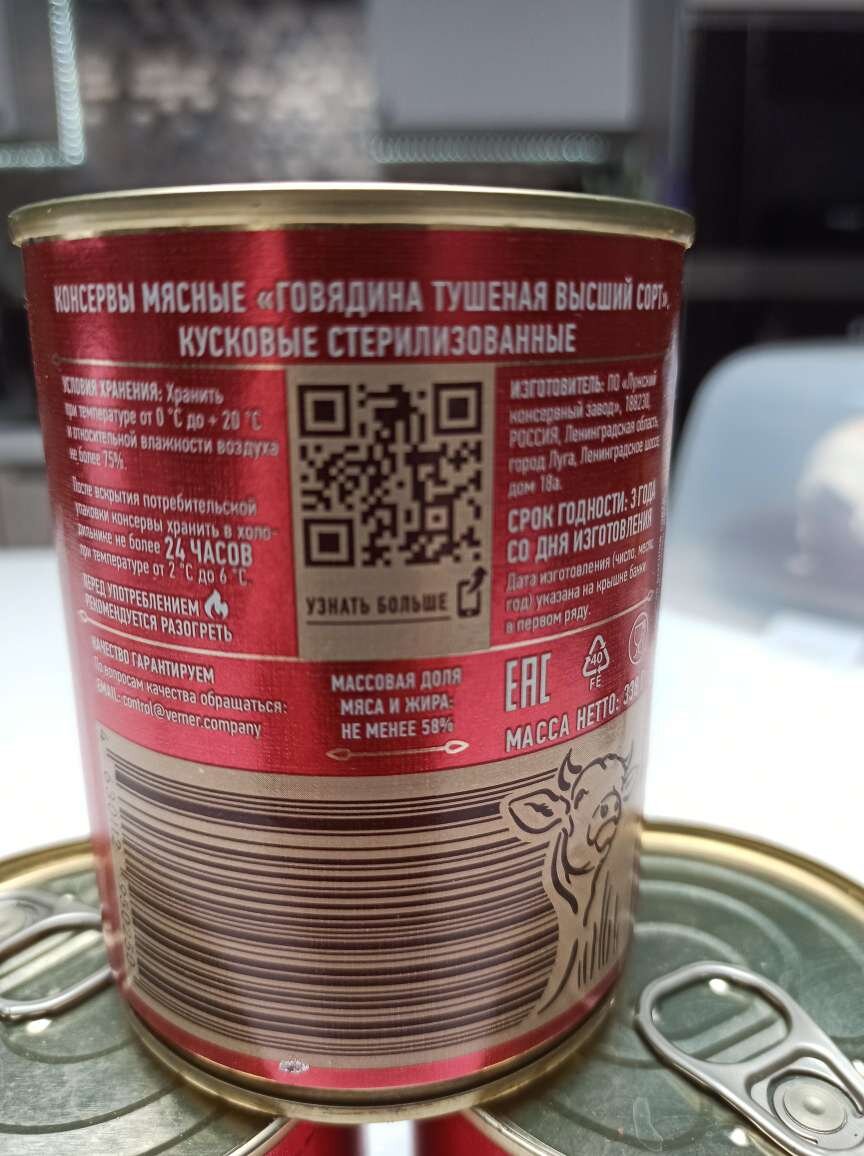 КОНСЕРВЫ МЯСНЫЕ «ГОВЯДИНА ТУШЕНАЯ ВЫСШИЙ СОРТ»,
КУСКОВЫЕ СТЕРИЛИЗОВАННЫЕ
УСЛОВИЯ ХРАНЕНИЯ: Хранить
при температуре от 0 °С до + 20 °С
и относительной влажности воздуха
не более 75%.
После вскрытия потребительской
упаковки консервы хранить в холо-
дильнике не более 24 ЧАСОВ
при температуре от 2 °С до 6 °С.
ПЕРЕД УПОТРЕБЛЕНИЕМ
РЕКОМЕНДУЕТСЯ РАЗОГРЕТЬ
КАЧЕСТВО ГАРАНТИРУЕМ
По вопросам качества обращаться:
EMAIL: control@verner.company
УЗНАТЬ БОЛЬШЕ
МАССОВАЯ ДОЛЯ
МЯСА И ЖИРА:
НЕ МЕНЕЕ 58%
ИЗГОТОВИТЕЛЬ: ПО «Лужский
консервный завод», 188230,
РОССИЯ, Ленинградская область,
город Луга, Ленинградское шоссе,
дом 18а.
СРОК ГОДНОСТИ: 3 ГОДА
СО ДНЯ ИЗГОТОВЛЕНИЯ
Дата изготовления (число, месяц,
год) указана на крышке банки
в первом ряду.
EAC
40
FE
МАССА НЕТТО: 338 Г